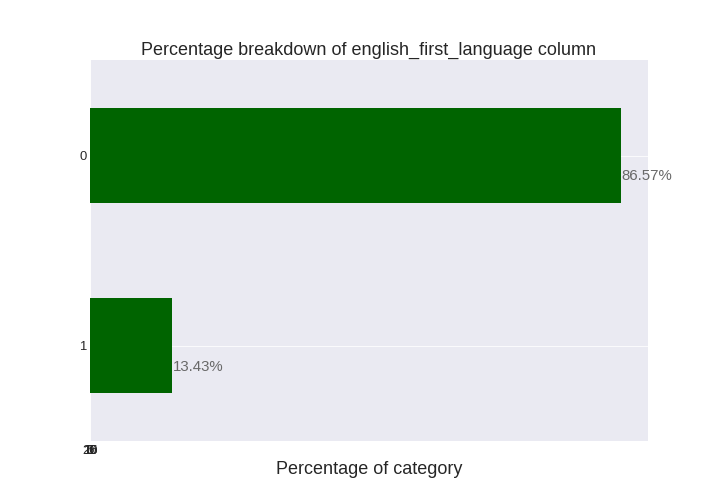 Percentage breakdown of english_first_language column
0
86.57%
1
13.43%
Percentage of category